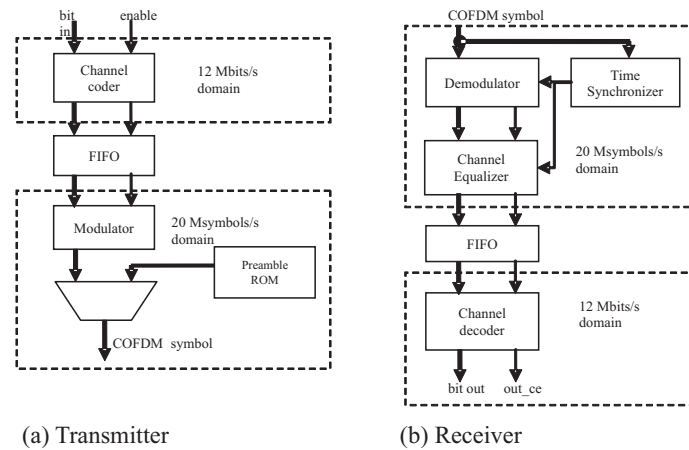 bit
in
enable
Channel
coder
12 Mbits/s
domain
FIFO
Modulator
20 Msymbols/s
domain
Preamble
ROM
COFDM symbol
(a) Transmitter
COFDM symbol
Demodulator
Time
Synchronizer
Channel
Equalizer
20 Msymbols/s
domain
FIFO
Channel
decoder
12 Mbits/s
domain
bit out
out_ce
(b) Receiver